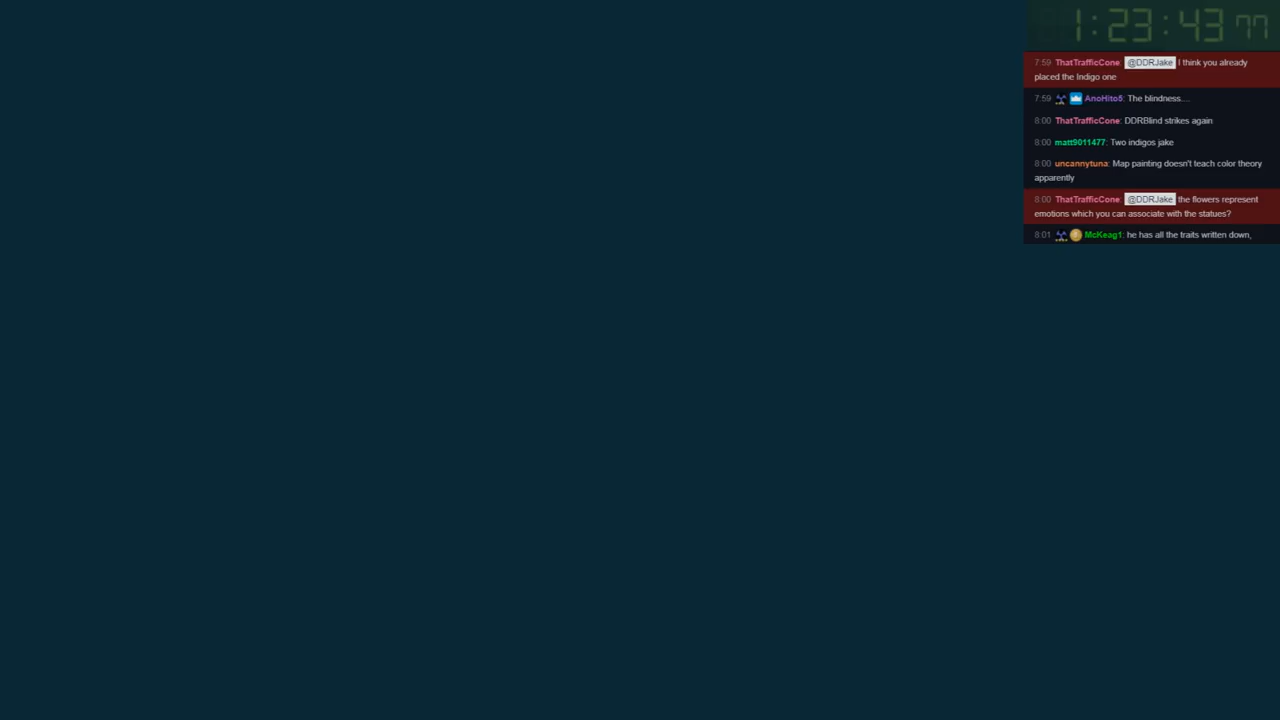 1:23:43 77
7:59 ThatTrafficCone: @DDRJake I think you already
placed the Indigo one
7:59 AnoHito5: The blindness....
8:00 ThatTrafficCone: DDRBlind strikes again
8:00 matt9011477: Two indigos jake
8:00 uncannytuna: Map painting doesn't teach color theory
apparently
8:00 ThatTrafficCone: @DDRJake the flowers represent
emotions which you can associate with the statues?
8:01 McKeag1: he has all the traits written down,